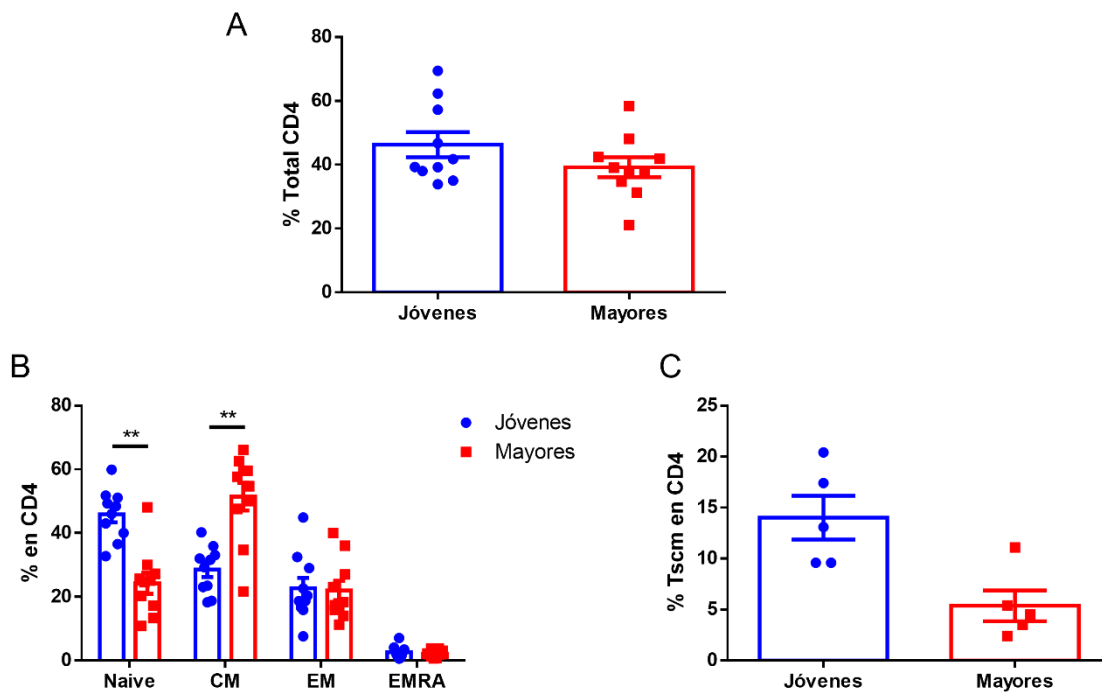 A
% Total CD4
80
60
40
20
0
Jóvenes Mayores
B
% en CD4
80
60
40
20
0
** **
Jóvenes
Mayores
Naive CM EM EMRA
C
% Tscm en CD4
25
20
15
10
5
0
Jóvenes Mayores